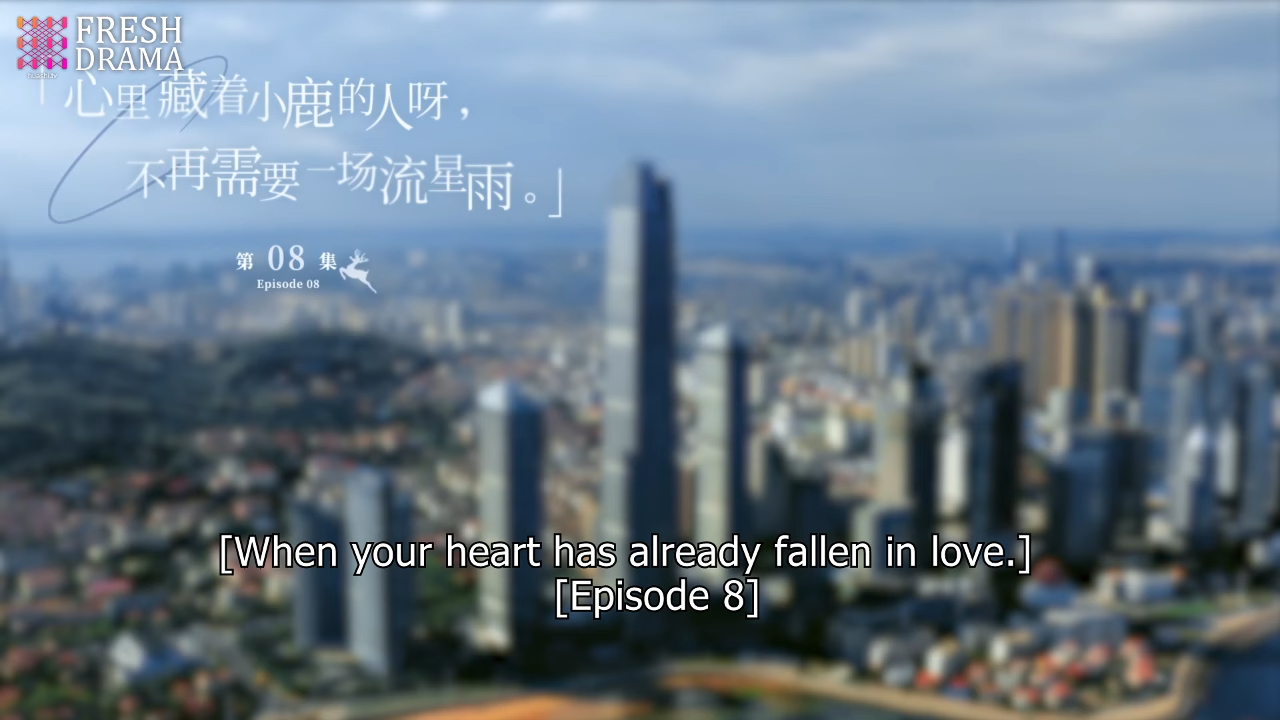 FRESH
DRAMA
「心里藏着小鹿的人呀，
不再需要一场流星雨。」
第 08 集
Episode 08
[When your heart has already fallen in love.]
[Episode 8]